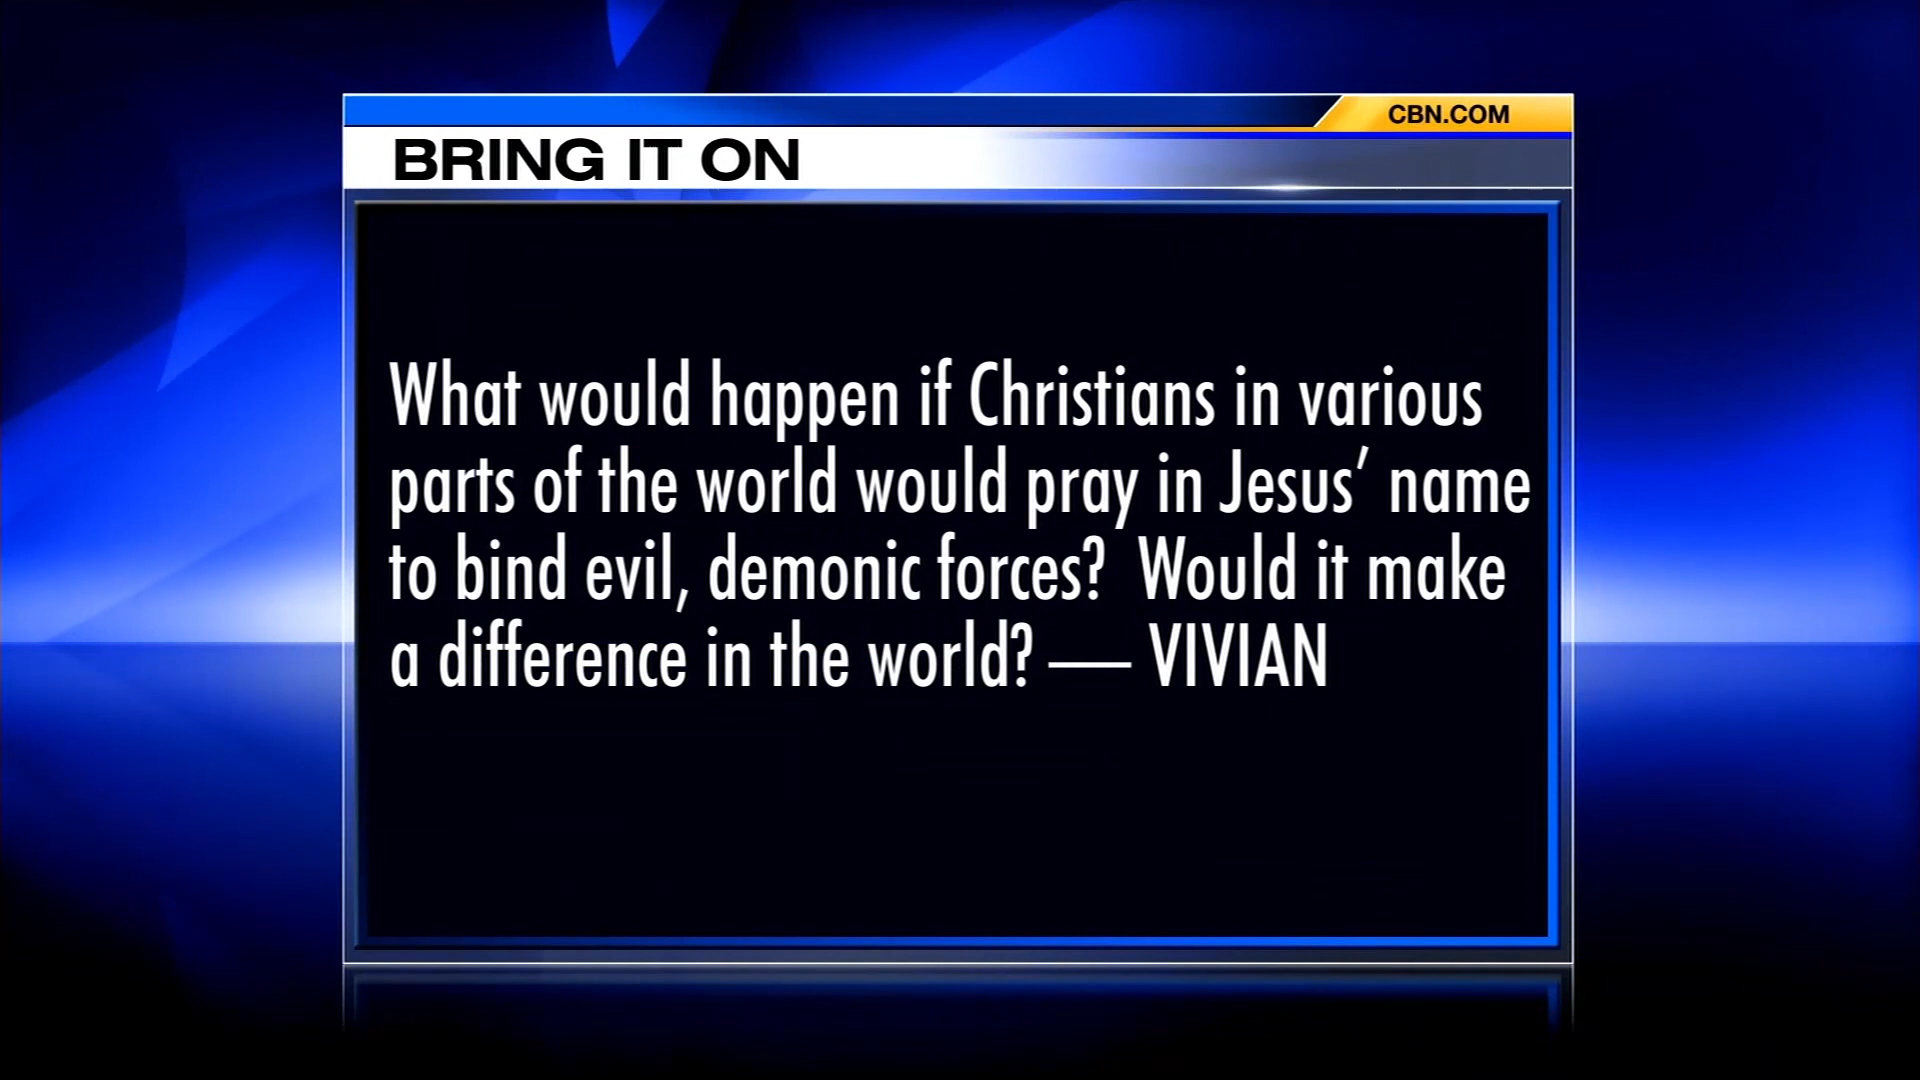 CBN.COM
BRING IT ON
What would happen if Christians in various
parts of the world would pray in Jesus’ name
to bind evil, demonic forces?  Would it make
a difference in the world? — VIVIAN